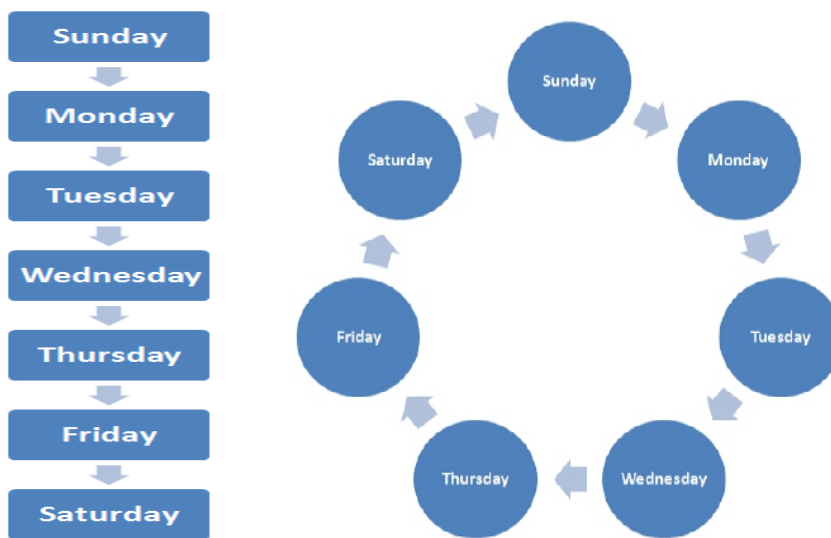 Sunday
Monday
Tuesday
Wednesday
Thursday
Friday
Saturday
Sunday
Monday
Tuesday
Wednesday
Thursday
Friday
Saturday